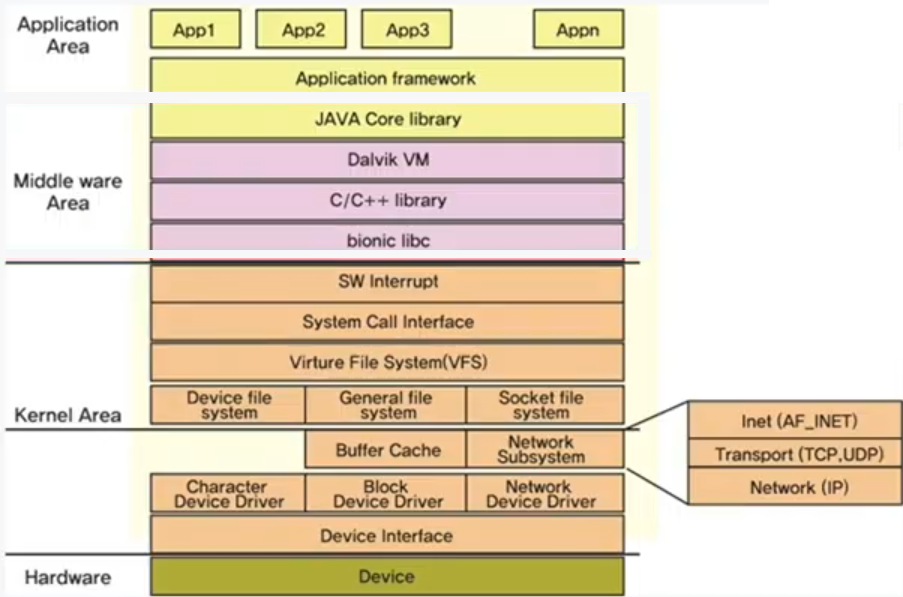 Application
Area
App1
App2
App3
Appn
Application framework
JAVA Core library
Middle ware
Area
Dalvik VM
C/C++ library
bionic libc
SW Interrupt
System Call Interface
Virture File System(VFS)
Kernel Area
Device file
system
General file
system
Socket file
system
Buffer Cache
Network
Subsystem
Inet (AF_INET)
Transport (TCP,UDP)
Network (IP)
Character
Device Driver
Block
Device Driver
Network
Device Driver
Device Interface
Hardware
Device